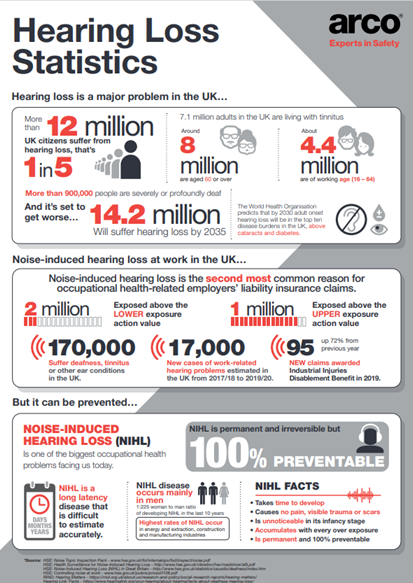 Hearing Loss
Statistics
arco
Experts in Safety
Hearing loss is a major problem in the UK...
More
than 12 million
UK citizens suffer from
hearing loss, that's
1 in 5
7.1 million adults in the UK are living with tinnitus
Around
8
million
are aged 60 or over
About
4.4
million
are of working age (16 – 64)
More than 900,000 people are severely or profoundly deaf
And it's set to
get worse... 14.2 million
Will suffer hearing loss by 2035
The World Health Organisation
predicts that by 2030 adult onset
hearing loss will be in the top ten
disease burdens in the UK, above
cataracts and diabetes.
Noise-induced hearing loss at work in the UK...
Noise-induced hearing loss is the second most common reason for
occupational health-related employers' liability insurance claims.
2 million
Exposed above the
LOWER exposure
action value
1 million
Exposed above the
UPPER exposure
action value
170,000
Suffer deafness, tinnitus
or other ear conditions
in the UK.
17,000
New cases of work-related
hearing problems estimated in
the UK from 2017/18 to 2019/20.
95 up 72% from
previous year
NEW claims awarded
Industrial Injuries
Disablement Benefit in 2019.
But it can be prevented...
NOISE-INDUCED
HEARING LOSS (NIHL)
Is one of the biggest occupational health
problems facing us today.
NIHL is permanent and irreversible but
100% PREVENTABLE
DAYS
MONTHS
YEARS
NIHL is a
long latency
disease that
is difficult
to estimate
accurately.
NIHL disease
occurs mainly
in men
1:225 woman to man ratio
of developing NIHL in the last 10 years
Highest rates of NIHL occur
in energy and extraction, construction
and manufacturing industries
NIHL FACTS
• Takes time to develop
• Causes no pain, visible trauma or scars
• Is unnoticeable in its infancy stage
• Accumulates with every over exposure
• Is permanent and 100% preventable
*Source: